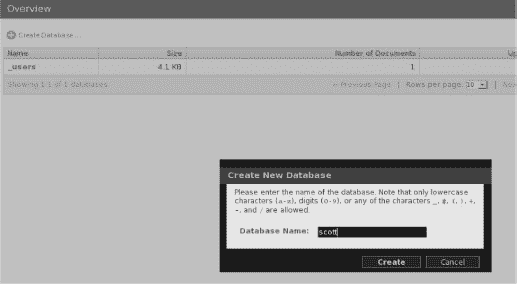 Overview
Create Database ...
Name Size Number of Documents Up
_users 4.1 KB 1
Showing 1-1 of 1 databases ← Previous Page | Rows per page: 10 | Nex
Create New Database
Please enter the name of the database. Note that only lowercase
characters (a-z), digits (0-9), or any of the characters _, $, (, ), +,
-, and / are allowed.
Database Name: scott
Create Cancel